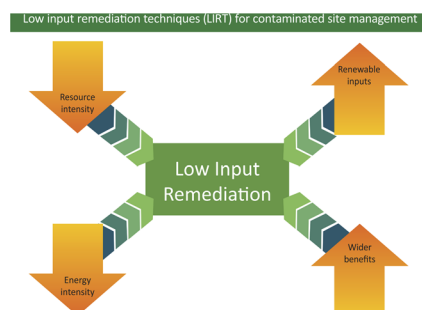 Low input remediation techniques (LIRT) for contaminated site management
Resource
intensity
Renewable
inputs
Low Input
Remediation
Energy
intensity
Wider
benefits